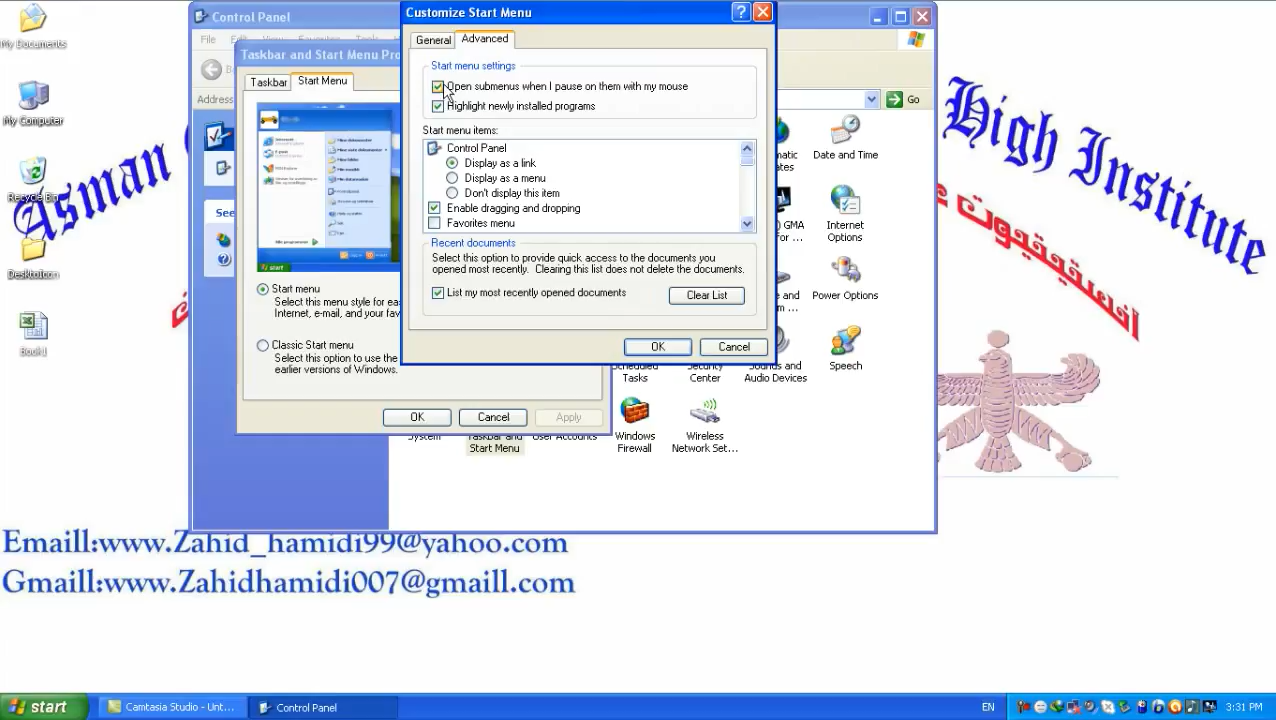 My Documents
My Computer
Recycle Bin
Book1
Asman
High Institute
Control Panel
File
Address
Go
See
Taskbar and Start Menu Pro
Taskbar
Start Menu
Start menu
Select this menu style for eas
Internet, e-mail, and your favo
Classic Start menu
Select this option to use the
earlier versions of Windows.
OK
Cancel
Apply
Customize Start Menu
General
Advanced
Start menu settings
Open submenus when I pause on them with my mouse
Highlight newly installed programs
Start menu items:
Control Panel
Display as a link
Display as a menu
Don't display this item
Enable dragging and dropping
Favorites menu
Recent documents
Select this option to provide quick access to the documents you
opened most recently. Clearing this list does not delete the documents.
List my most recently opened documents
Clear List
OK
Cancel
Date and Time
GMA
Internet
Options
Power Options
Scheduled
Tasks
Security
Center
Sounds and
Audio Devices
Speech
System
Taskbar and
Start Menu
User Accounts
Windows
Firewall
Wireless
Network Set...
Emaill:www.Zahid_hamidi99@yahoo.com
Gmaill:www.Zahidhamidi007@gmaill.com
start
Camtasia Studio - Unt...
Control Panel
EN
3:31 PM